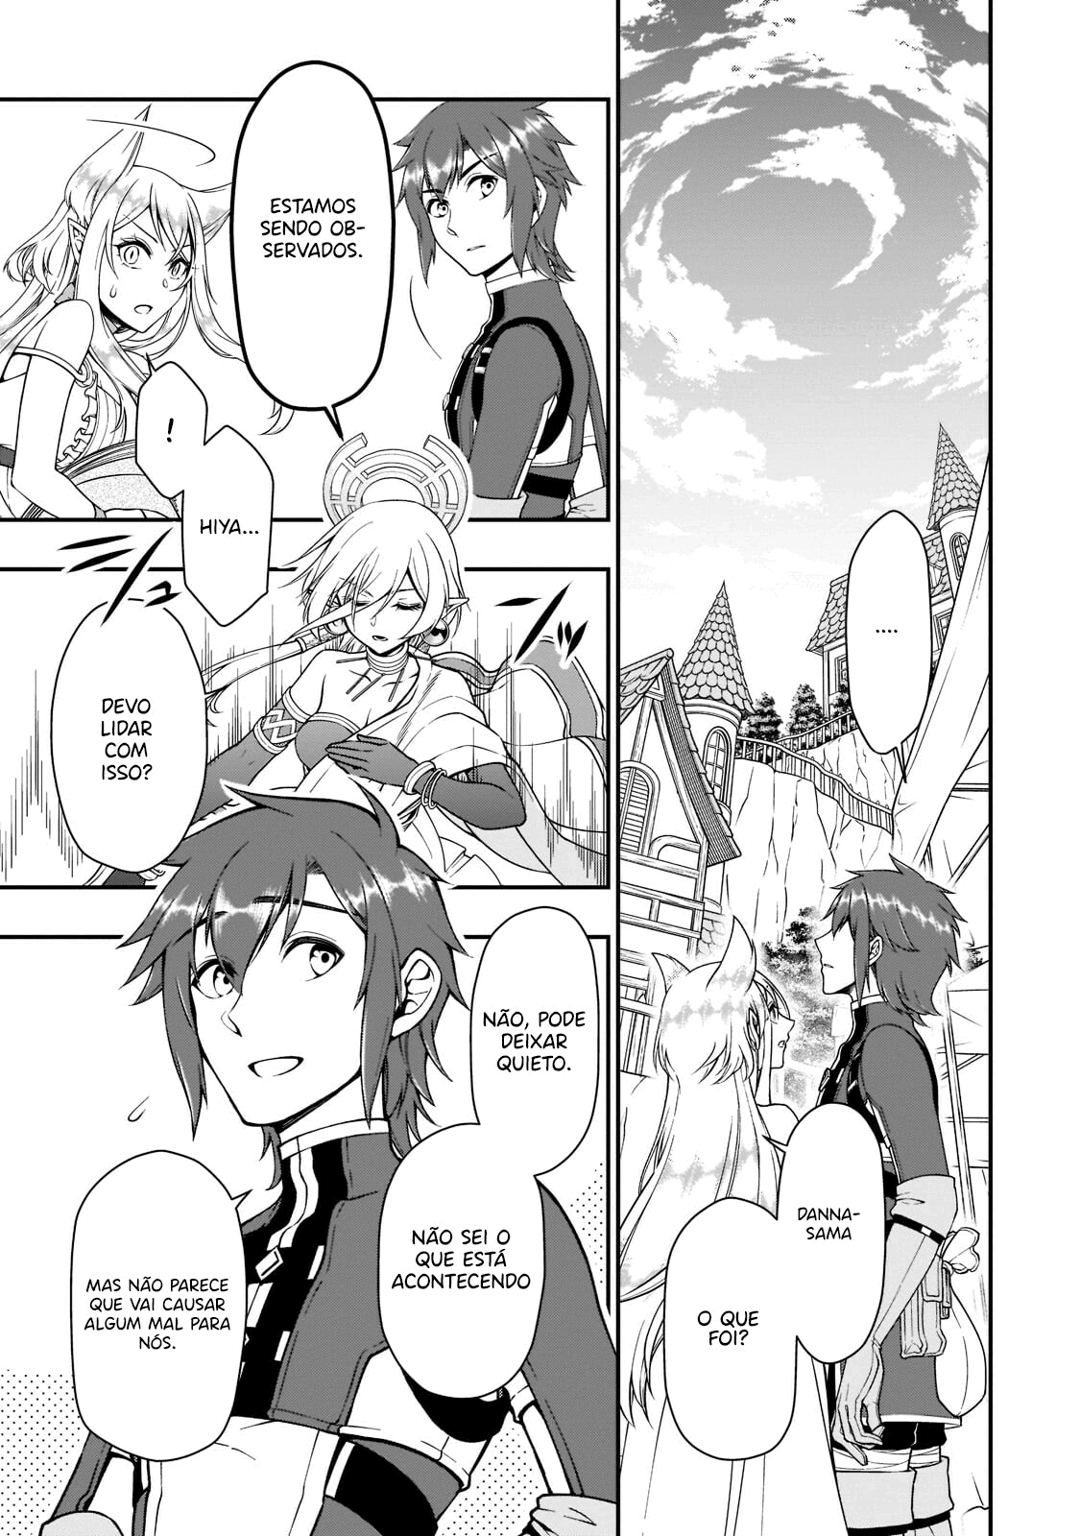 ....
DANNA-
SAMA
O QUE
FOI?
ESTAMOS
SENDO OB-
SERVADOS.
!
HIYA...
DEVO
LIDAR
COM
ISSO?
NÃO, PODE
DEIXAR
QUIETO.
NÃO SEI O
QUE ESTÁ
ACONTECENDO
MAS NÃO PARECE
QUE VAI CAUSAR
ALGUM MAL PARA
NÓS.